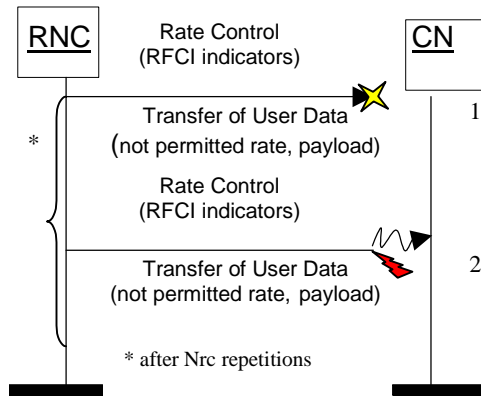 RNC
Rate Control
(RFCI indicators)
CN
1
Transfer of User Data
(not permitted rate, payload)
*
Rate Control
(RFCI indicators)
2
Transfer of User Data
(not permitted rate, payload)
* after Nrc repetitions